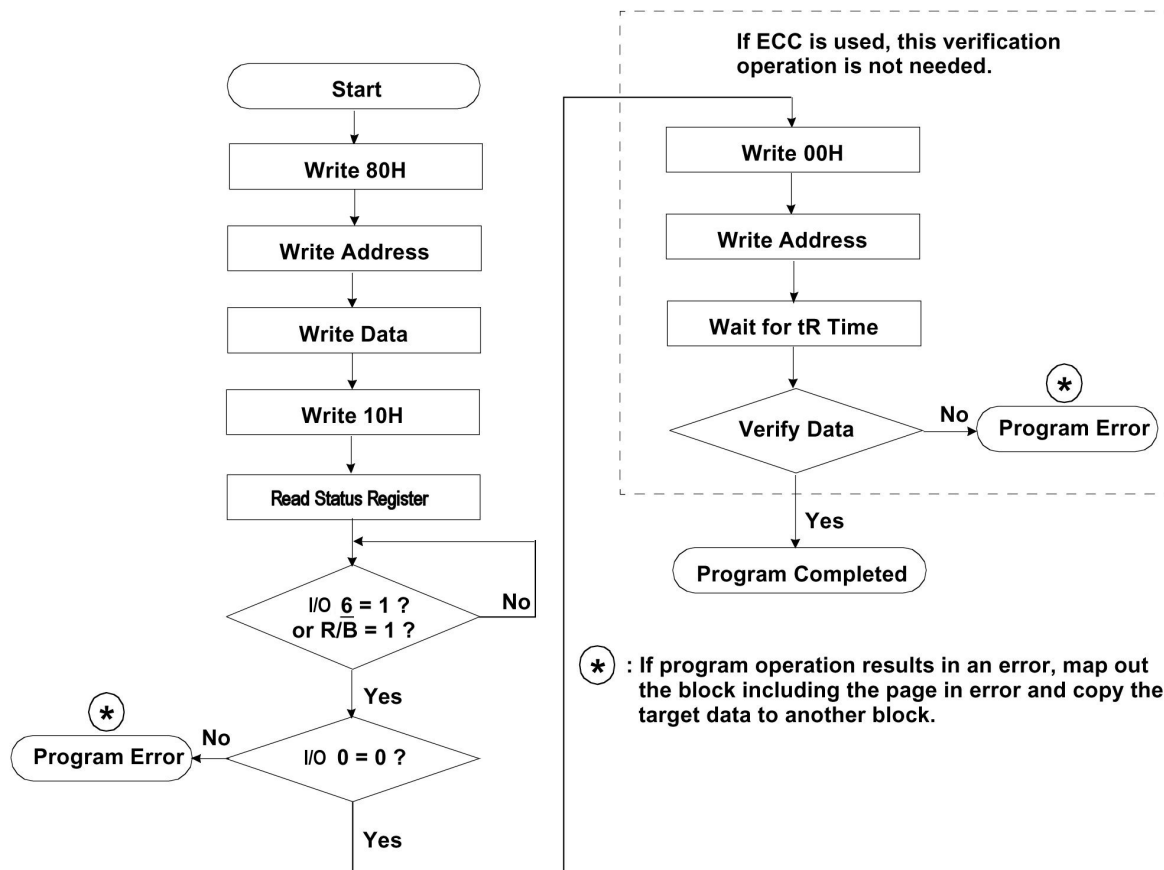 Start
Write 80H
Write Address
Write Data
Write 10H
Read Status Register
I/O 6 = 1 ?
or R/B̅ = 1 ?
No
Yes
*
No
Program Error
I/O 0 = 0 ?
Yes
If ECC is used, this verification
operation is not needed.
Write 00H
Write Address
Wait for tR Time
*
Verify Data
No
Program Error
Yes
Program Completed
* : If program operation results in an error, map out
the block including the page in error and copy the
target data to another block.